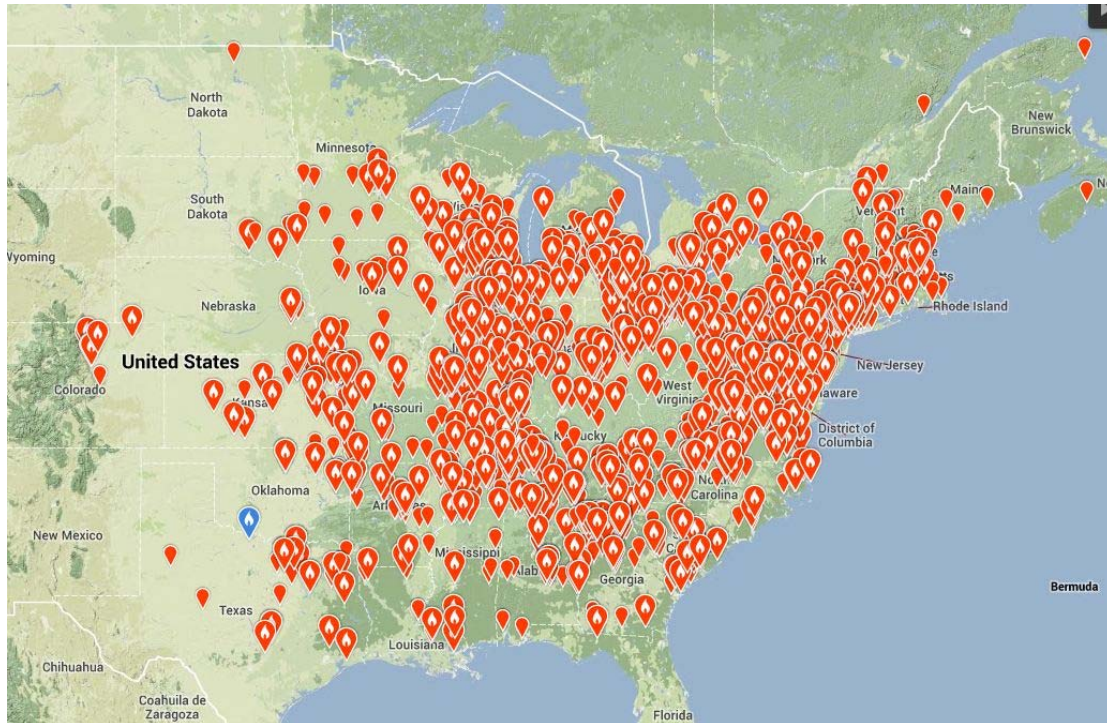 North
Dakota
Minnesota
New
Brunswick
Maine
South
Dakota
Wyoming
Nebraska
Iowa
Rhode Island
United States
New Jersey
Colorado
West
Virginia
Missouri
District of
Columbia
Kentucky
Oklahoma
North
Carolina
New Mexico
Mississippi
Georgia
Bermuda
Texas
Louisiana
Chihuahua
Coahuila de
Zaragoza
Florida